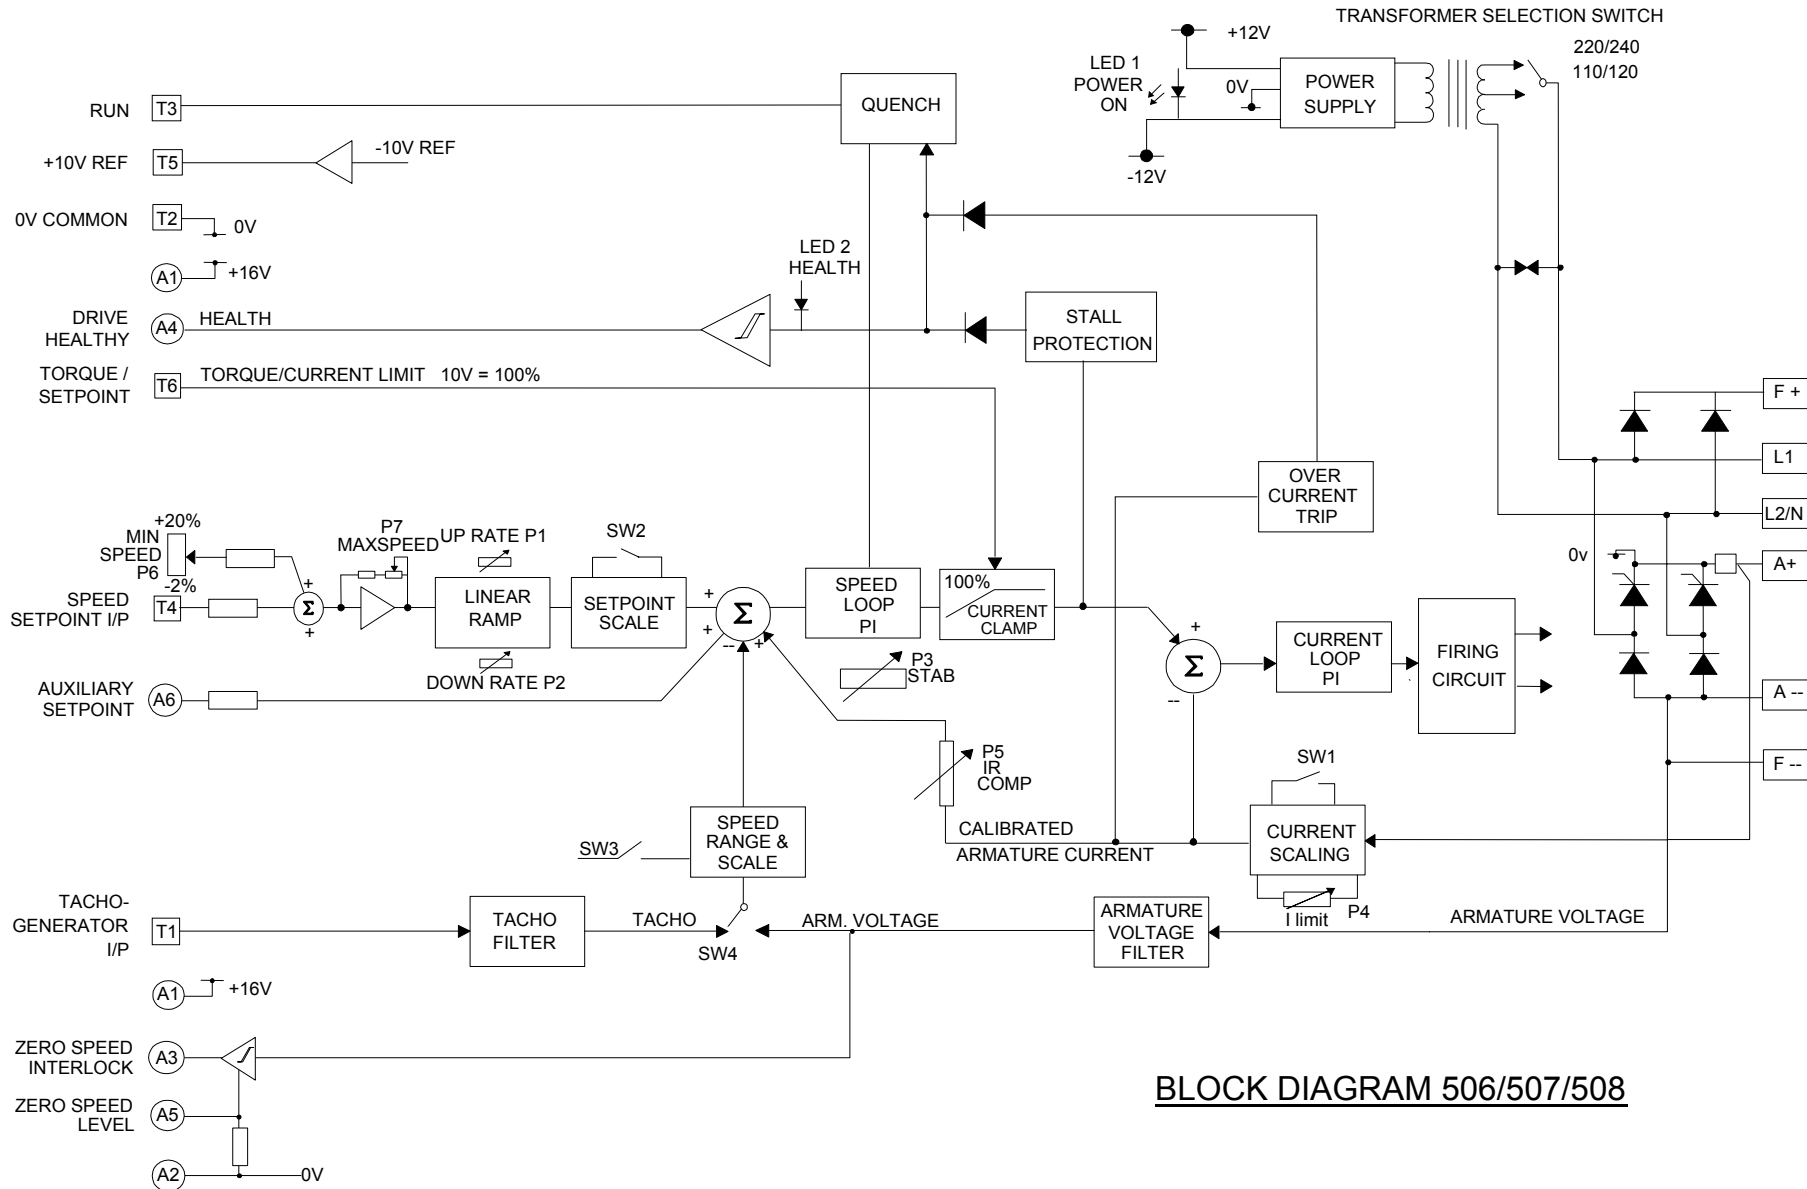 TRANSFORMER SELECTION SWITCH
220/240
110/120
+12V
LED 1
POWER
ON
0V
-12V
POWER
SUPPLY
RUN
T3
QUENCH
+10V REF
T5
-10V REF
0V COMMON
T2
0V
A1
+16V
LED 2
HEALTH
DRIVE
HEALTHY
A4
HEALTH
STALL
PROTECTION
TORQUE /
SETPOINT
T6
TORQUE/CURRENT LIMIT 10V = 100%
F +
L1
L2/N
A+
A --
F --
0v
OVER
CURRENT
TRIP
+20%
MIN
SPEED
P6
-2%
SPEED
SETPOINT I/P
T4
+
Σ
+
P7
MAXSPEED
UP RATE P1
LINEAR
RAMP
DOWN RATE P2
SW2
SETPOINT
SCALE
+
+
Σ
--
+
SPEED
LOOP
PI
100%
CURRENT
CLAMP
P3
STAB
+
Σ
--
CURRENT
LOOP
PI
FIRING
CIRCUIT
AUXILIARY
SETPOINT
A6
P5
IR
COMP
SW1
CURRENT
SCALING
I limit
P4
CALIBRATED
ARMATURE CURRENT
SPEED
RANGE &
SCALE
SW3
TACHO-
GENERATOR
I/P
T1
TACHO
FILTER
TACHO
SW4
ARM. VOLTAGE
ARMATURE
VOLTAGE
FILTER
ARMATURE VOLTAGE
A1
+16V
ZERO SPEED
INTERLOCK
A3
ZERO SPEED
LEVEL
A5
A2
0V
BLOCK DIAGRAM 506/507/508